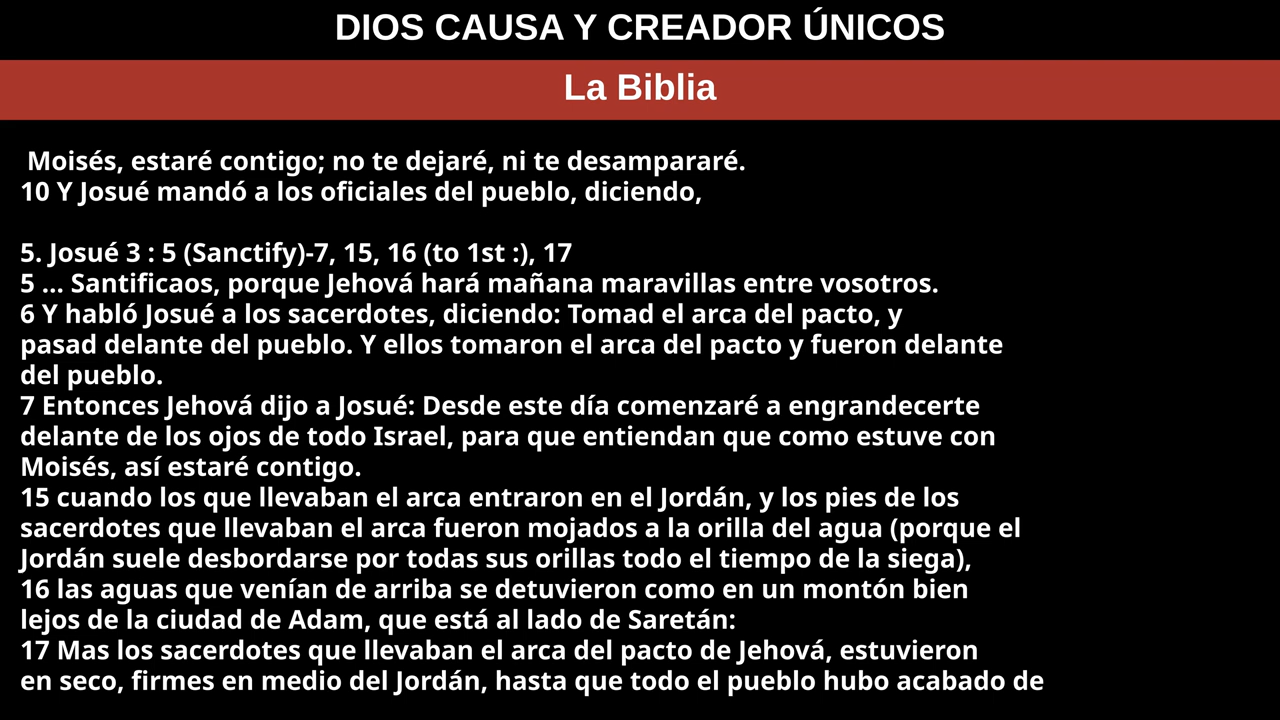 DIOS CAUSA Y CREADOR ÚNICOS
La Biblia
Moisés, estaré contigo; no te dejaré, ni te desampararé.
10 Y Josué mandó a los oficiales del pueblo, diciendo,
5. Josué 3 : 5 (Sanctify)-7, 15, 16 (to 1st :), 17
5 ... Santificaos, porque Jehová hará mañana maravillas entre vosotros.
6 Y habló Josué a los sacerdotes, diciendo: Tomad el arca del pacto, y
pasad delante del pueblo. Y ellos tomaron el arca del pacto y fueron delante
del pueblo.
7 Entonces Jehová dijo a Josué: Desde este día comenzaré a engrandecerte
delante de los ojos de todo Israel, para que entiendan que como estuve con
Moisés, así estaré contigo.
15 cuando los que llevaban el arca entraron en el Jordán, y los pies de los
sacerdotes que llevaban el arca fueron mojados a la orilla del agua (porque el
Jordán suele desbordarse por todas sus orillas todo el tiempo de la siega),
16 las aguas que venían de arriba se detuvieron como en un montón bien
lejos de la ciudad de Adam, que está al lado de Saretán:
17 Mas los sacerdotes que llevaban el arca del pacto de Jehová, estuvieron
en seco, firmes en medio del Jordán, hasta que todo el pueblo hubo acabado de